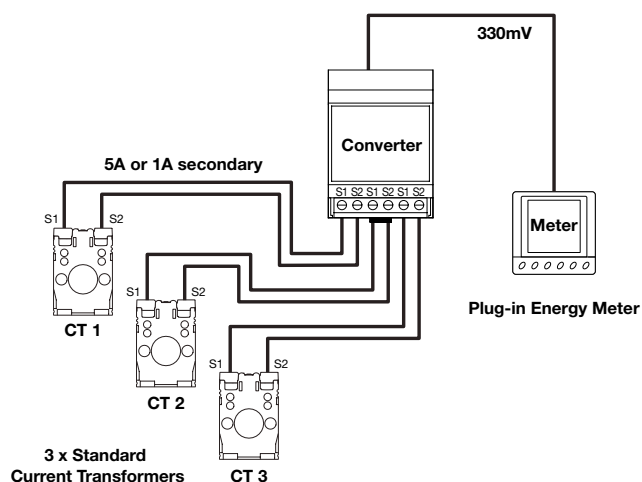 330mV
Converter
5A or 1A secondary
S1 S2 S1 S2 S1 S2
S1 S2
Meter
CT 1
S1 S2
Plug-in Energy Meter
CT 2
S1 S2
3 x Standard
Current Transformers
CT 3